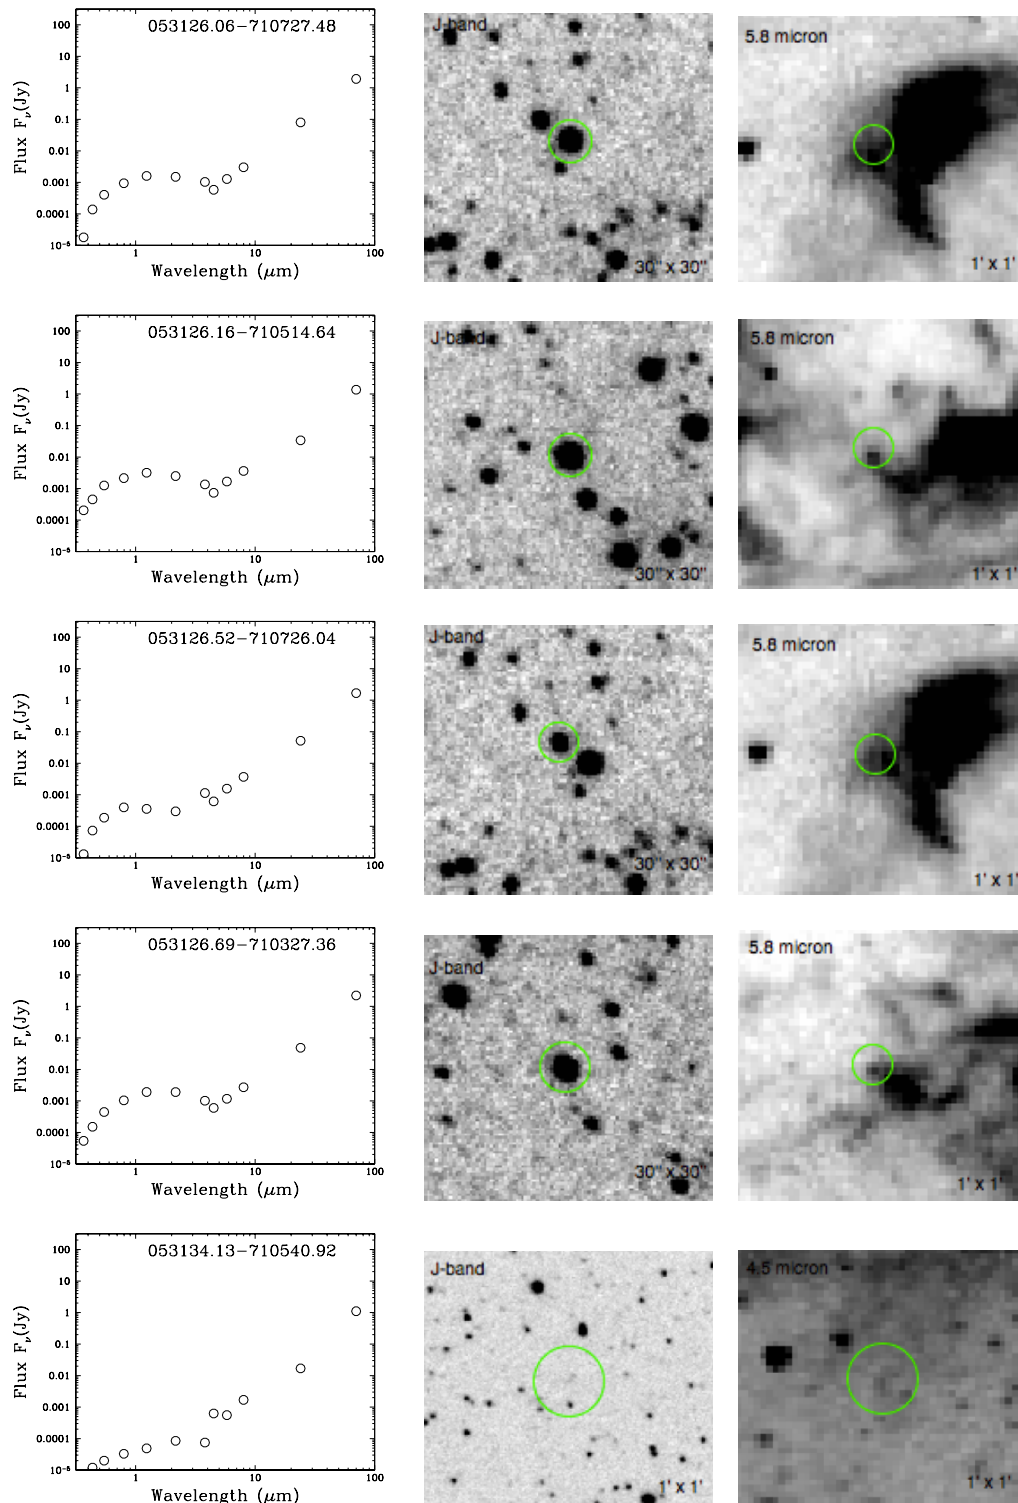 053126.06−710727.48
100
10
1
0.1
0.01
0.001
0.0001
10⁻⁵
Flux Fν(Jy)
1
10
100
Wavelength (μm)
J-band
30" x 30"
5.8 micron
1' x 1'
053126.16−710514.64
100
10
1
0.1
0.01
0.001
0.0001
10⁻⁵
Flux Fν(Jy)
1
10
100
Wavelength (μm)
J-band
30" x 30"
5.8 micron
1' x 1'
053126.52−710726.04
100
10
1
0.1
0.01
0.001
0.0001
10⁻⁵
Flux Fν(Jy)
1
10
100
Wavelength (μm)
J-band
30" x 30"
5.8 micron
1' x 1'
053126.69−710327.36
100
10
1
0.1
0.01
0.001
0.0001
10⁻⁵
Flux Fν(Jy)
1
10
100
Wavelength (μm)
J-band
30" x 30"
5.8 micron
1' x 1'
053134.13−710540.92
100
10
1
0.1
0.01
0.001
0.0001
10⁻⁵
Flux Fν(Jy)
1
10
100
Wavelength (μm)
J-band
1' x 1'
4.5 micron
1' x 1'